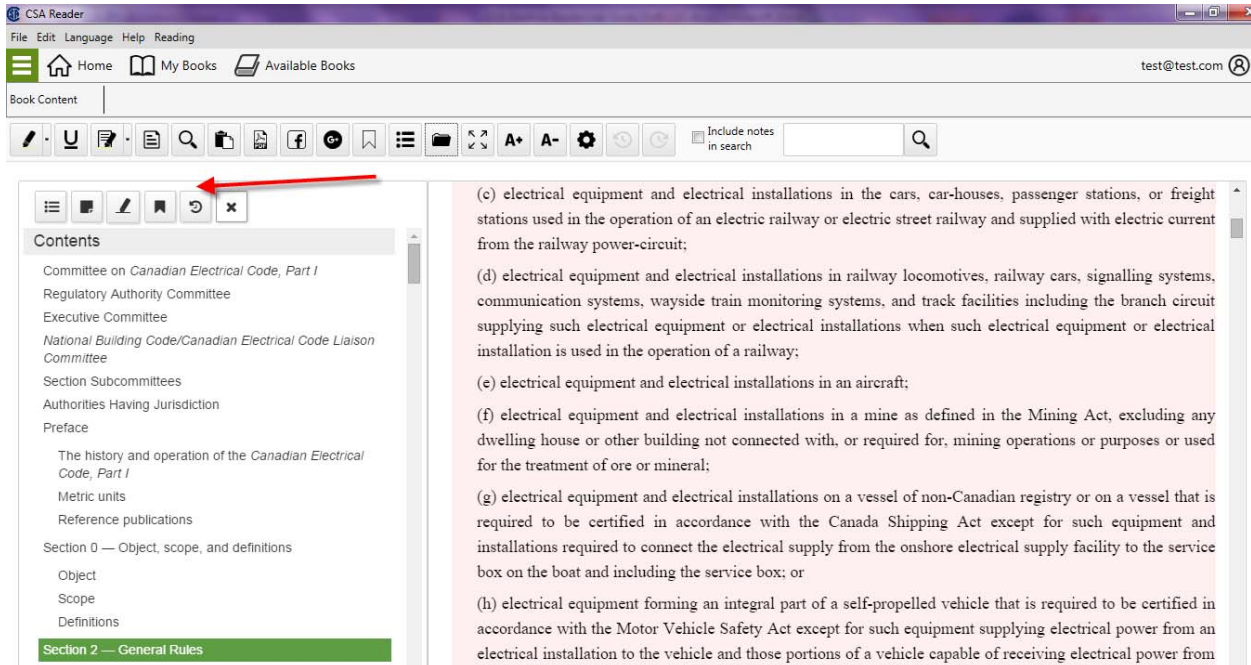 CSA Reader
File Edit Language Help Reading
Home My Books Available Books test@test.com
Book Content
U PDF f G+ A+ A- Include notes
in search
Contents
Committee on Canadian Electrical Code, Part I
Regulatory Authority Committee
Executive Committee
National Building Code/Canadian Electrical Code Liaison
Committee
Section Subcommittees
Authorities Having Jurisdiction
Preface
The history and operation of the Canadian Electrical
Code, Part I
Metric units
Reference publications
Section 0 — Object, scope, and definitions
Object
Scope
Definitions
Section 2 — General Rules
(c) electrical equipment and electrical installations in the cars, car-houses, passenger stations, or freight
stations used in the operation of an electric railway or electric street railway and supplied with electric current
from the railway power-circuit;
(d) electrical equipment and electrical installations in railway locomotives, railway cars, signalling systems,
communication systems, wayside train monitoring systems, and track facilities including the branch circuit
supplying such electrical equipment or electrical installations when such electrical equipment or electrical
installation is used in the operation of a railway;
(e) electrical equipment and electrical installations in an aircraft;
(f) electrical equipment and electrical installations in a mine as defined in the Mining Act, excluding any
dwelling house or other building not connected with, or required for, mining operations or purposes or used
for the treatment of ore or mineral;
(g) electrical equipment and electrical installations on a vessel of non-Canadian registry or on a vessel that is
required to be certified in accordance with the Canada Shipping Act except for such equipment and
installations required to connect the electrical supply from the onshore electrical supply facility to the service
box on the boat and including the service box; or
(h) electrical equipment forming an integral part of a self-propelled vehicle that is required to be certified in
accordance with the Motor Vehicle Safety Act except for such equipment supplying electrical power from an
electrical installation to the vehicle and those portions of a vehicle capable of receiving electrical power from